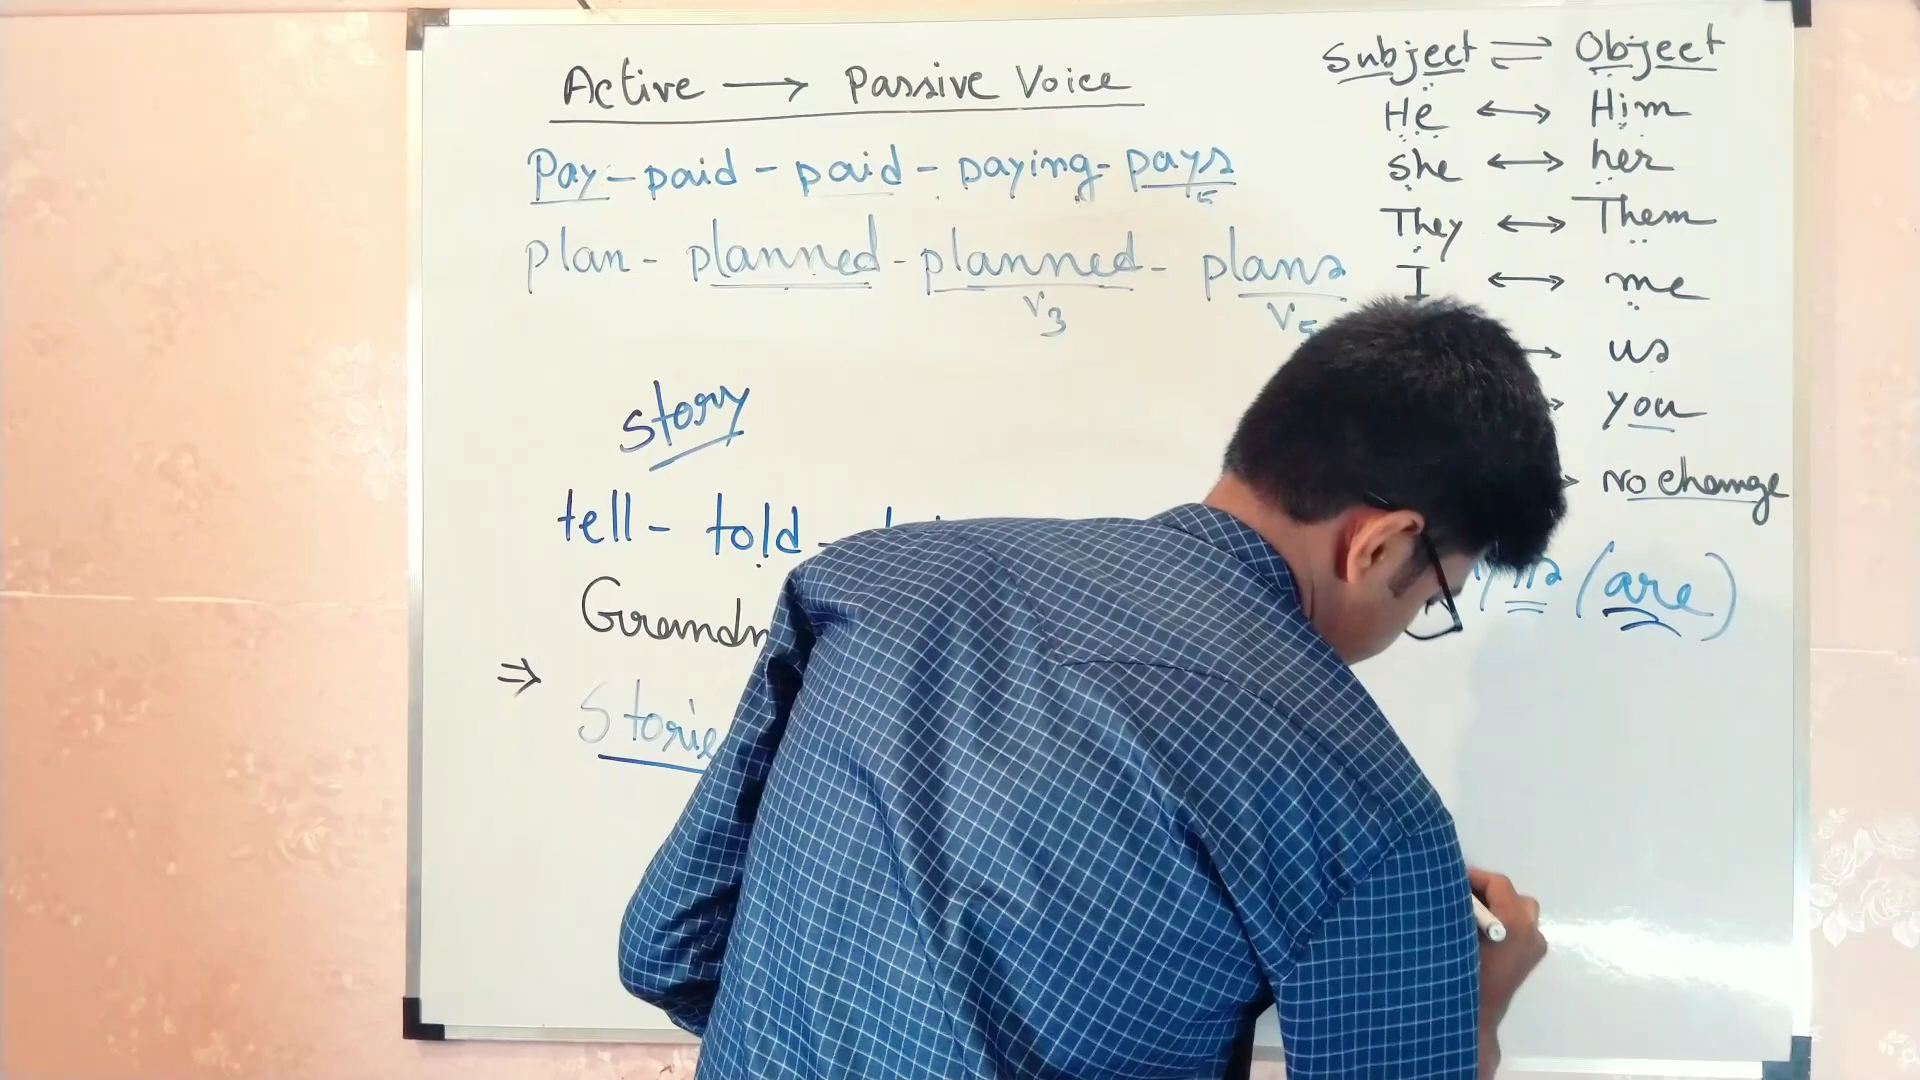 Active → Passive Voice
Pay - paid - paid - paying - pays
plan - planned - planned - plans
V3 V5
story
tell - told -
⇒
Subject ⇌ Object
He ↔ Him
she ↔ her
They ↔ Them
I ↔ me
→ us
→ you
→ No change
(are)